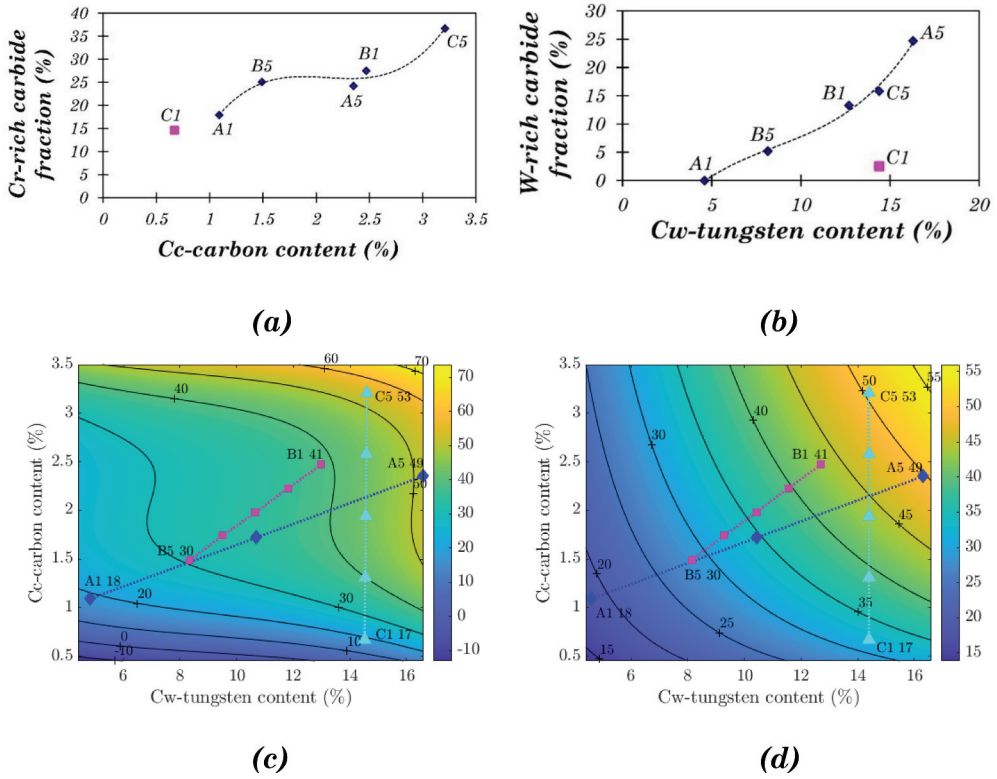 Cr-rich carbide
fraction (%)
40
35
30
25
20
15
10
5
0
0
0.5
1
1.5
2
2.5
3
3.5
C1
A1
B5
A5
B1
C5
Cc-carbon content (%)
(a)
W-rich carbide
fraction (%)
30
25
20
15
10
5
0
0
5
10
15
20
A1
B5
B1
C5
A5
C1
Cw-tungsten content (%)
(b)
Cc-carbon content (%)
3.5
3
2.5
2
1.5
1
0.5
6
8
10
12
14
16
60
70
40
C5 53
B1 41
A5 49
50
B5 30
A1 18
20
30
C1 17
0
10
-10
Cw-tungsten content (%)
70
60
50
40
30
20
10
0
-10
(c)
Cc-carbon content (%)
3.5
3
2.5
2
1.5
1
0.5
6
8
10
12
14
16
50
55
C5 53
40
30
B1 41
A5 49
45
B5 30
20
A1 18
35
25
C1 17
15
Cw-tungsten content (%)
55
50
45
40
35
30
25
20
15
(d)